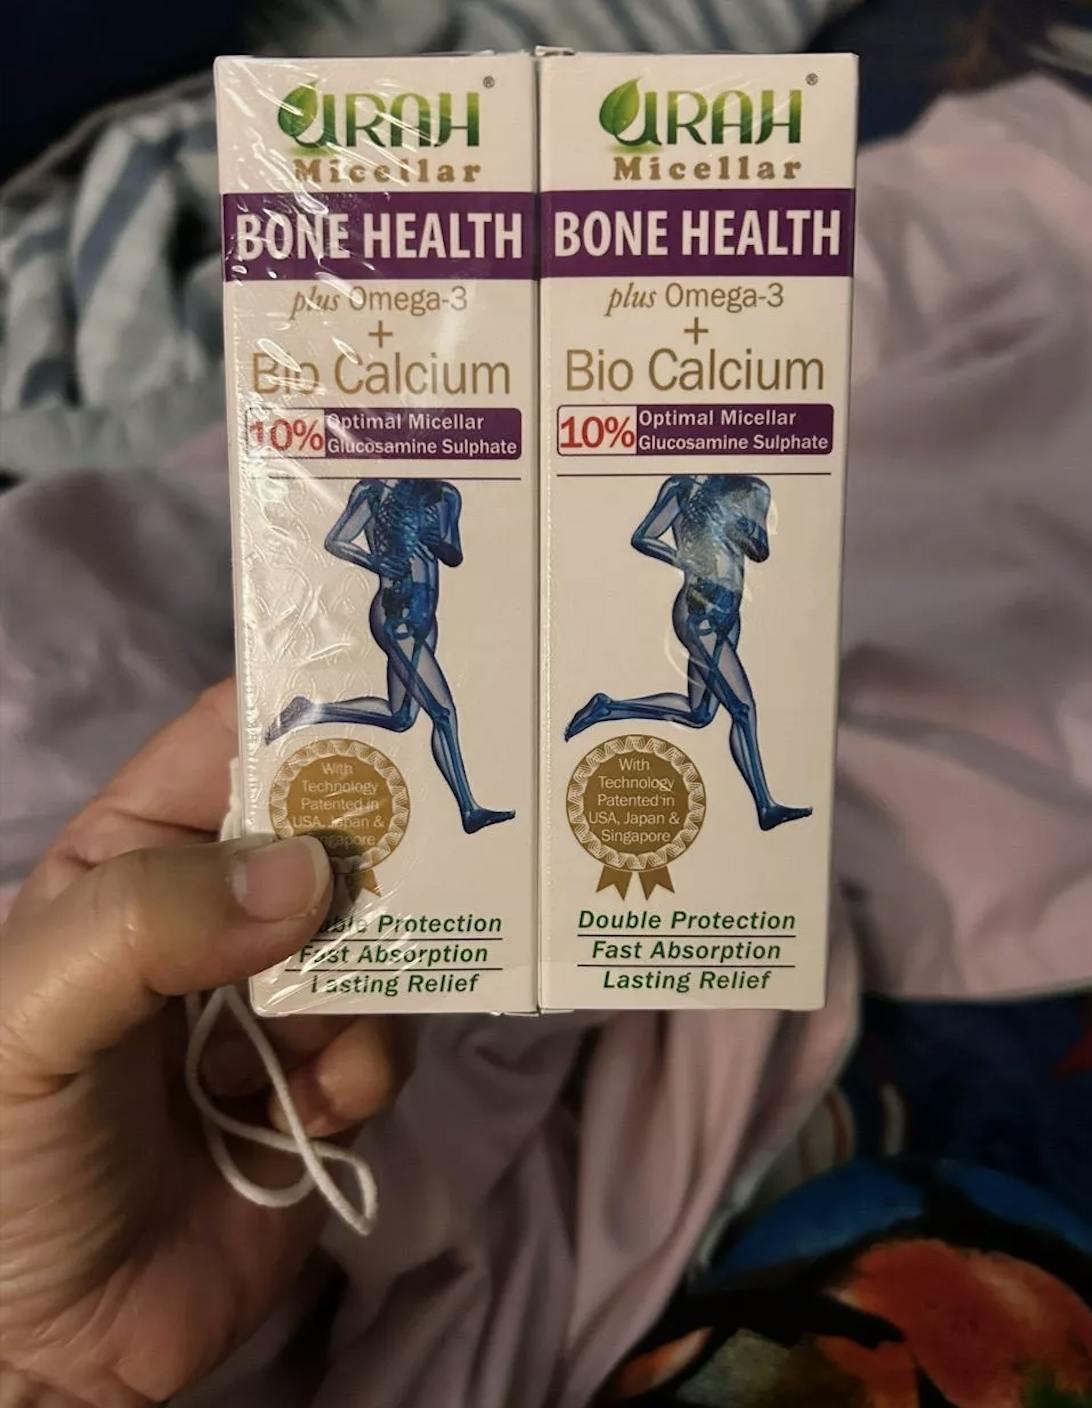 URAH®
Micellar
BONE HEALTH
plus Omega-3
+
Bio Calcium
10%
Optimal Micellar
Glucosamine Sulphate
With
Technology
Patented in
USA, Japan &
Double Protection
Fast Absorption
Lasting Relief
URAH®
Micellar
BONE HEALTH
plus Omega-3
+
Bio Calcium
10%
Optimal Micellar
Glucosamine Sulphate
With
Technology
Patented in
USA, Japan &
Singapore
Double Protection
Fast Absorption
Lasting Relief